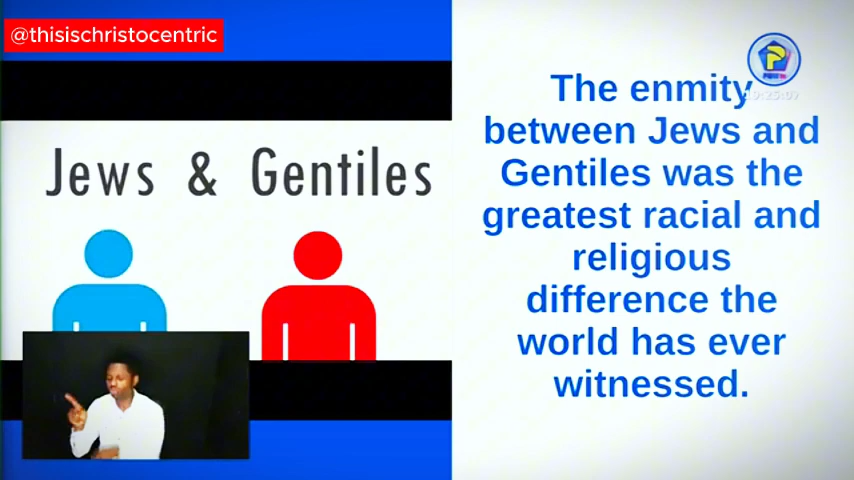 @thisischristocentric
Jews & Gentiles
The enmity
between Jews and
Gentiles was the
greatest racial and
religious
difference the
world has ever
witnessed.